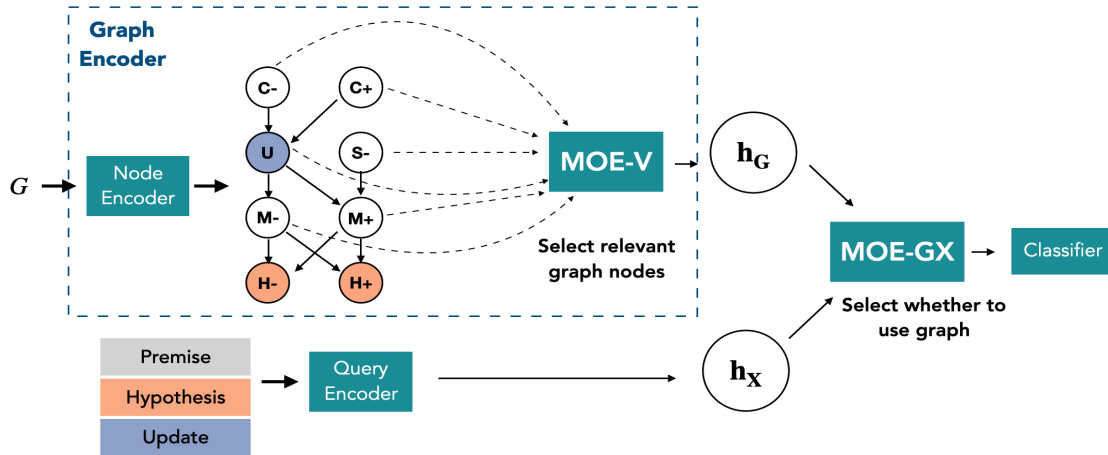 Graph
Encoder
C-
C+
U
S-
MOE-V
h_G
G
Node
Encoder
M-
M+
Select relevant
graph nodes
MOE-GX
Classifier
H-
H+
Select whether to
use graph
Premise
Hypothesis
Update
Query
Encoder
h_X